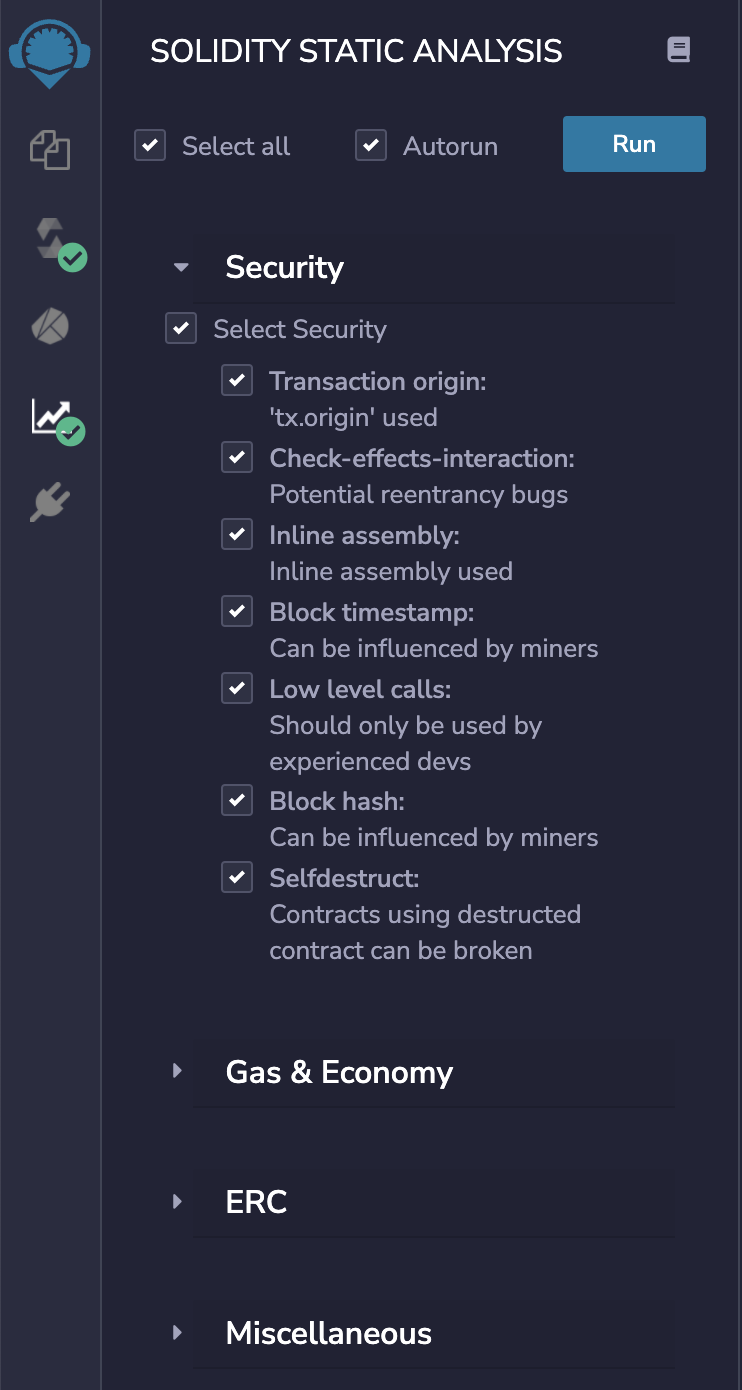 SOLIDITY STATIC ANALYSIS
Select all
Autorun
Run
Security
Select Security
Transaction origin:
'tx.origin' used
Check-effects-interaction:
Potential reentrancy bugs
Inline assembly:
Inline assembly used
Block timestamp:
Can be influenced by miners
Low level calls:
Should only be used by
experienced devs
Block hash:
Can be influenced by miners
Selfdestruct:
Contracts using destructed
contract can be broken
Gas & Economy
ERC
Miscellaneous